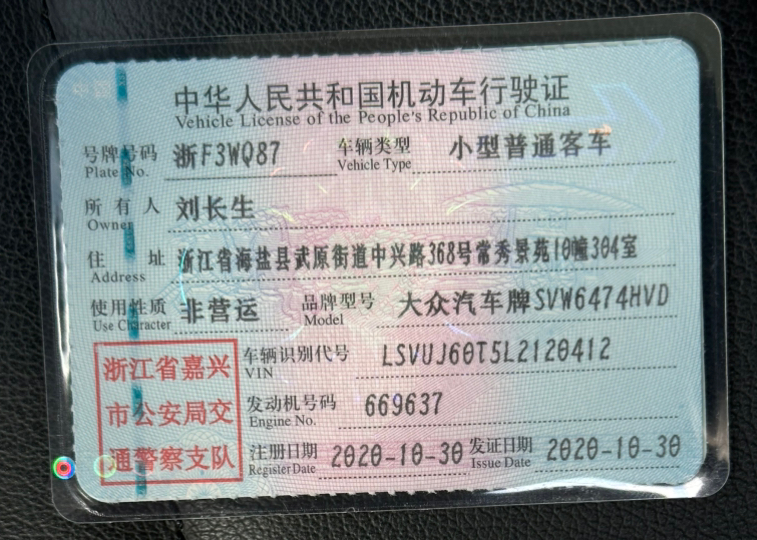 中华人民共和国机动车行驶证
Vehicle License of the People's Republic of China
号牌号码 浙F3WQ87 车辆类型 小型普通客车
Plate No. Vehicle Type
所有人 刘长生
Owner
住址 浙江省海盐县武原街道中兴路368号常秀景苑10幢304室
Address
使用性质 非营运 品牌型号 大众汽车牌SVW6474HVD
Use Character Model
浙江省嘉兴 车辆识别代号 LSVUJ60T5L2120412
VIN
市公安局交 发动机号码 669637
Engine No.
通警察支队 注册日期 2020-10-30 发证日期 2020-10-30
Register Date Issue Date